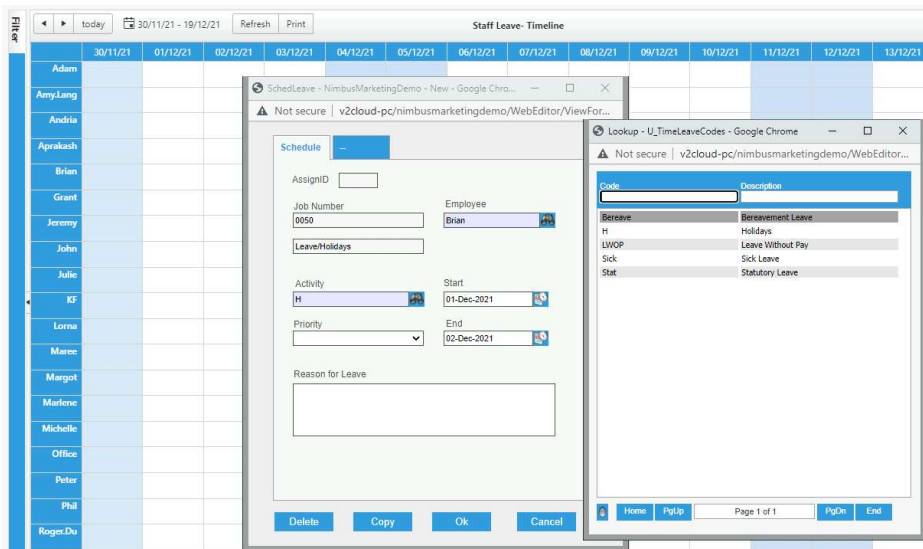 Filter
today 30/11/21 - 19/12/21 Refresh Print Staff Leave- Timeline
30/11/21 01/12/21 02/12/21 03/12/21 04/12/21 05/12/21 06/12/21 07/12/21 08/12/21 09/12/21 10/12/21 11/12/21 12/12/21 13/12/21
Adam
Amy.Lang
Andria
Aprakash
Brian
Grant
Jeremy
John
Julie
KF
Lorna
Maree
Margot
Marlene
Michelle
Office
Peter
Phil
Roger.Du
SchedLeave - NimbusMarketingDemo - New - Google Chro...
Not secure | v2cloud-pc/nimbusmarketingdemo/WebEditor/ViewFor...
Schedule --
AssignID
Job Number Employee
0050 Brian
Leave/Holidays
Activity Start
H 01-Dec-2021
Priority End
02-Dec-2021
Reason for Leave
Delete Copy Ok Cancel
Lookup - U_TimeLeaveCodes - Google Chrome
Not secure | v2cloud-pc/nimbusmarketingdemo/WebEditor...
Code Description
Bereave Bereavement Leave
H Holidays
LWOP Leave Without Pay
Sick Sick Leave
Stat Statutory Leave
Home PgUp Page 1 of 1 PgDn End